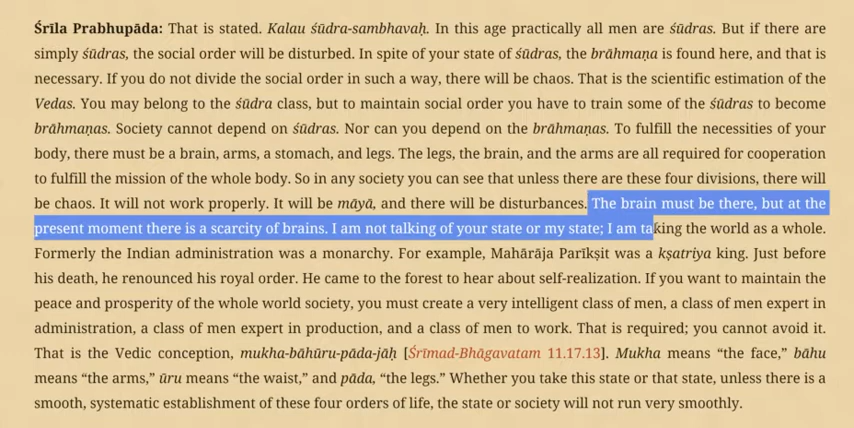 Śrīla Prabhupāda: That is stated. Kalau śūdra-sambhavaḥ. In this age practically all men are śūdras. But if there are
simply śūdras, the social order will be disturbed. In spite of your state of śūdras, the brāhmaṇa is found here, and that is
necessary. If you do not divide the social order in such a way, there will be chaos. That is the scientific estimation of the
Vedas. You may belong to the śūdra class, but to maintain social order you have to train some of the śūdras to become
brāhmaṇas. Society cannot depend on śūdras. Nor can you depend on the brāhmaṇas. To fulfill the necessities of your
body, there must be a brain, arms, a stomach, and legs. The legs, the brain, and the arms are all required for cooperation
to fulfill the mission of the whole body. So in any society you can see that unless there are these four divisions, there will
be chaos. It will not work properly. It will be māyā, and there will be disturbances. The brain must be there, but at the
present moment there is a scarcity of brains. I am not talking of your state or my state; I am taking the world as a whole.
Formerly the Indian administration was a monarchy. For example, Mahārāja Parīkṣit was a kṣatriya king. Just before
his death, he renounced his royal order. He came to the forest to hear about self-realization. If you want to maintain the
peace and prosperity of the whole world society, you must create a very intelligent class of men, a class of men expert in
administration, a class of men expert in production, and a class of men to work. That is required; you cannot avoid it.
That is the Vedic conception, mukha-bāhūru-pāda-jāḥ [Śrīmad-Bhāgavatam 11.17.13]. Mukha means “the face,” bāhu
means “the arms,” ūru means “the waist,” and pāda, “the legs.” Whether you take this state or that state, unless there is a
smooth, systematic establishment of these four orders of life, the state or society will not run very smoothly.